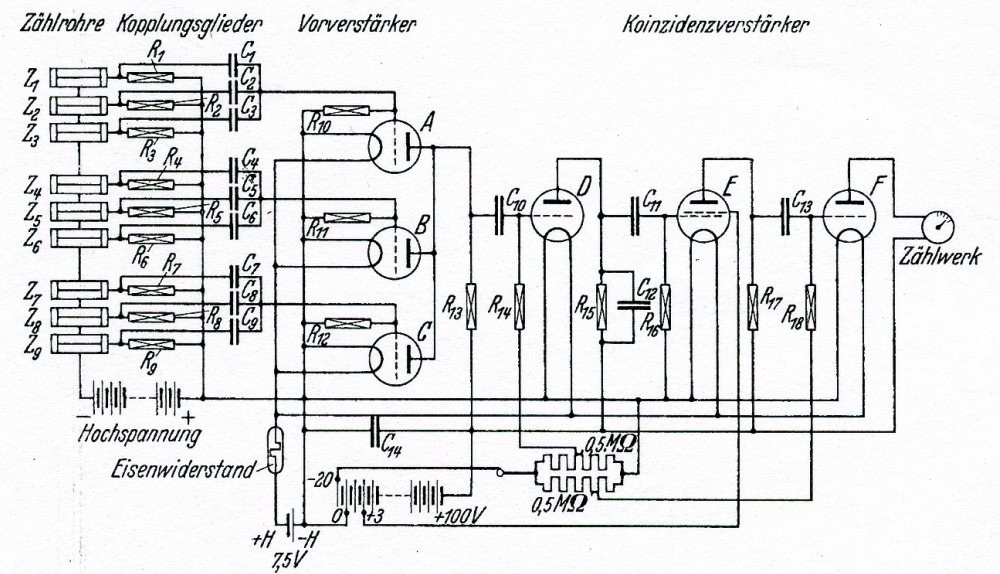 Zählrohre Kopplungsglieder Vorverstärker Koinzidenzverstärker
Z1 R1 C1
Z2 R2 C2
Z3 R3 C3
R10 A
Z4 R4 C4
Z5 R5 C5
Z6 R6 C6
R11 B
C10 D C11 E C13 F
Zählwerk
Z7 R7 C7
Z8 R8 C8
Z9 R9 C9
R12 C
R13 R14 R15 C12 R16 R17 R18
- +
Hochspannung
C14
Eisenwiderstand
0,5MΩ
-20
0,5MΩ
0 +3 +100V
+H -H
7,5V